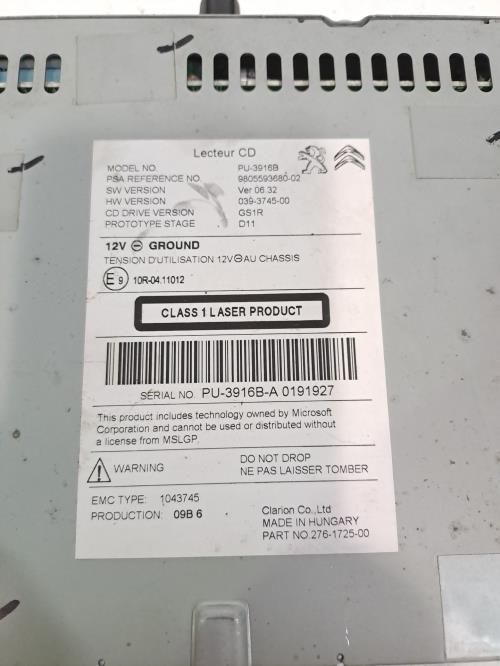 Lecteur CD
MODEL NO. PU-3916B
PSA REFERENCE NO. 9805593680-02
SW VERSION Ver 06.32
HW VERSION 039-3745-00
CD DRIVE VERSION GS1R
PROTOTYPE STAGE D11
12V ⊖ GROUND
TENSION D'UTILISATION 12V⊖AU CHASSIS
E9 10R-04.11012
CLASS 1 LASER PRODUCT
SERIAL NO. PU-3916B-A 0191927
This product includes technology owned by Microsoft
Corporation and cannot be used or distributed without
a license from MSLGP.
WARNING
DO NOT DROP
NE PAS LAISSER TOMBER
EMC TYPE: 1043745
PRODUCTION: 09B 6
Clarion Co.,Ltd
MADE IN HUNGARY
PART NO.276-1725-00